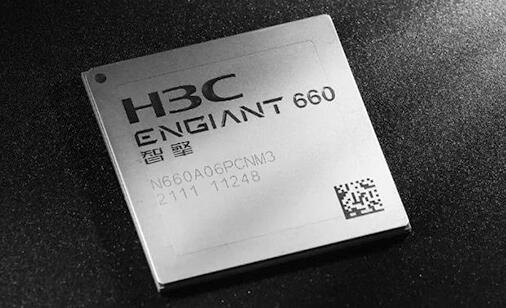 H3C
ENGIANT 660
智擎
N660A06PCNM3
2111 11248